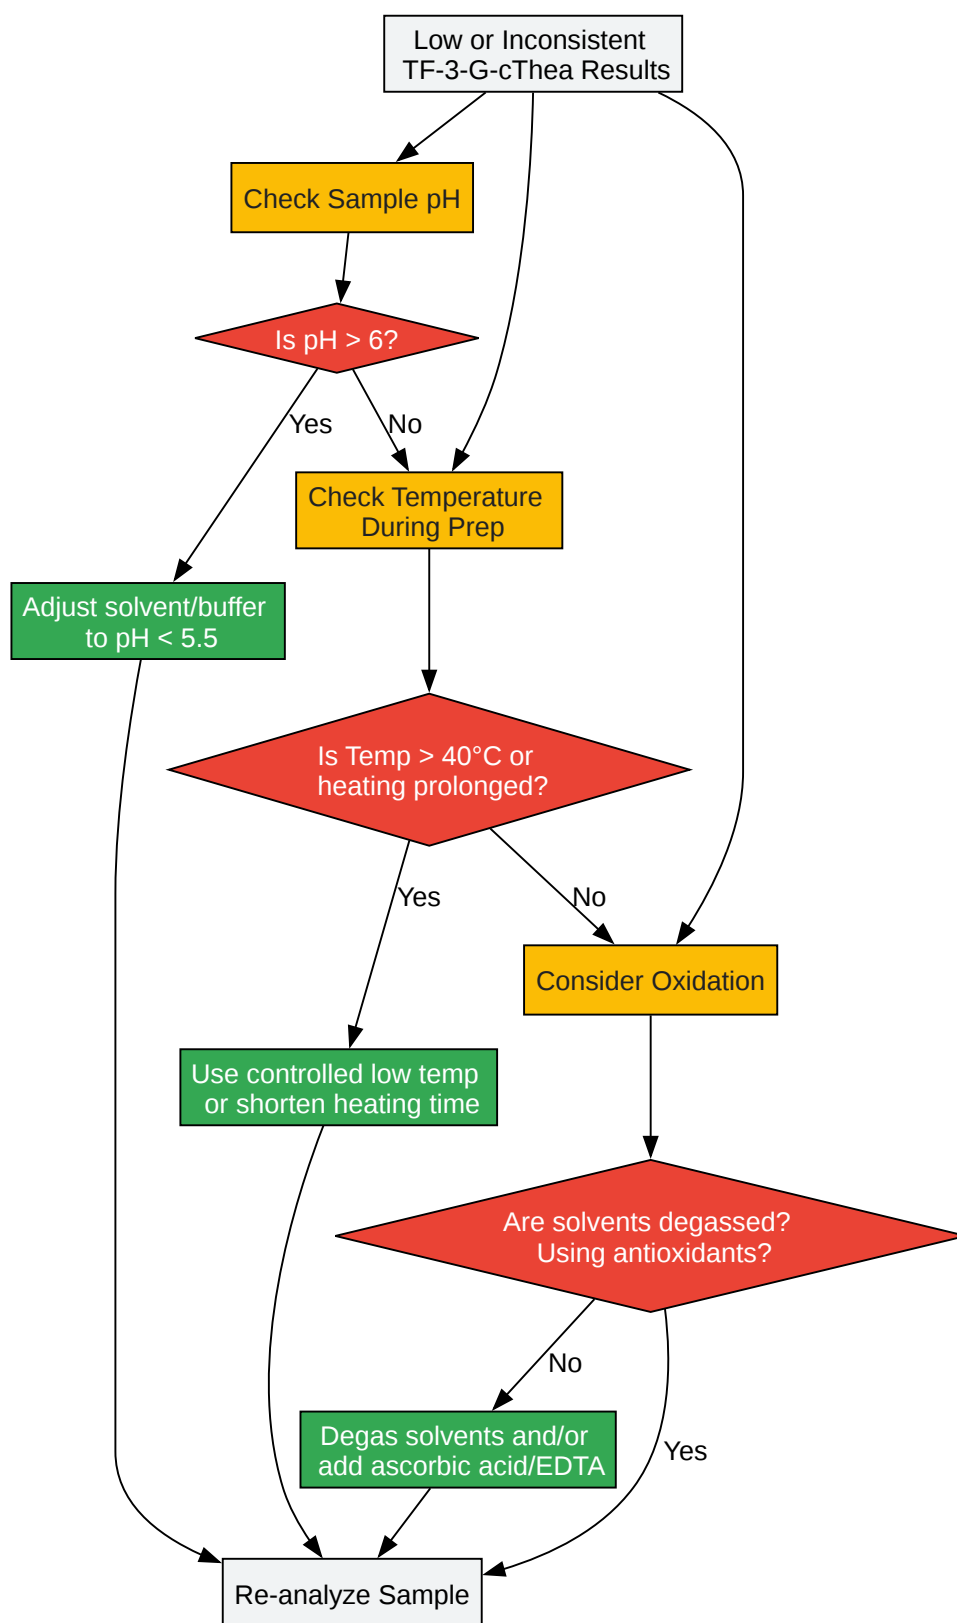 Low or Inconsistent
TF-3-G-cThea Results
Check Sample pH
Is pH > 6?
Yes
No
Check Temperature
During Prep
Adjust solvent/buffer
to pH < 5.5
Is Temp > 40°C or
heating prolonged?
Yes
No
Consider Oxidation
Use controlled low temp
or shorten heating time
Are solvents degassed?
Using antioxidants?
No
Degas solvents and/or
add ascorbic acid/EDTA
Yes
Re-analyze Sample